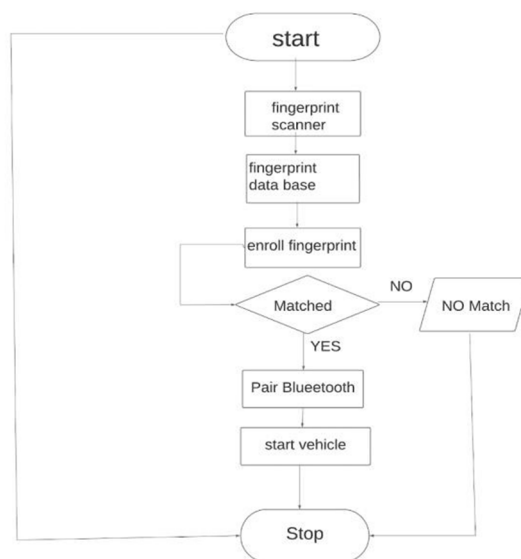 start
fingerprint
scanner
fingerprint
data base
enroll fingerprint
Matched
NO
NO Match
YES
Pair Blueetooth
start vehicle
Stop